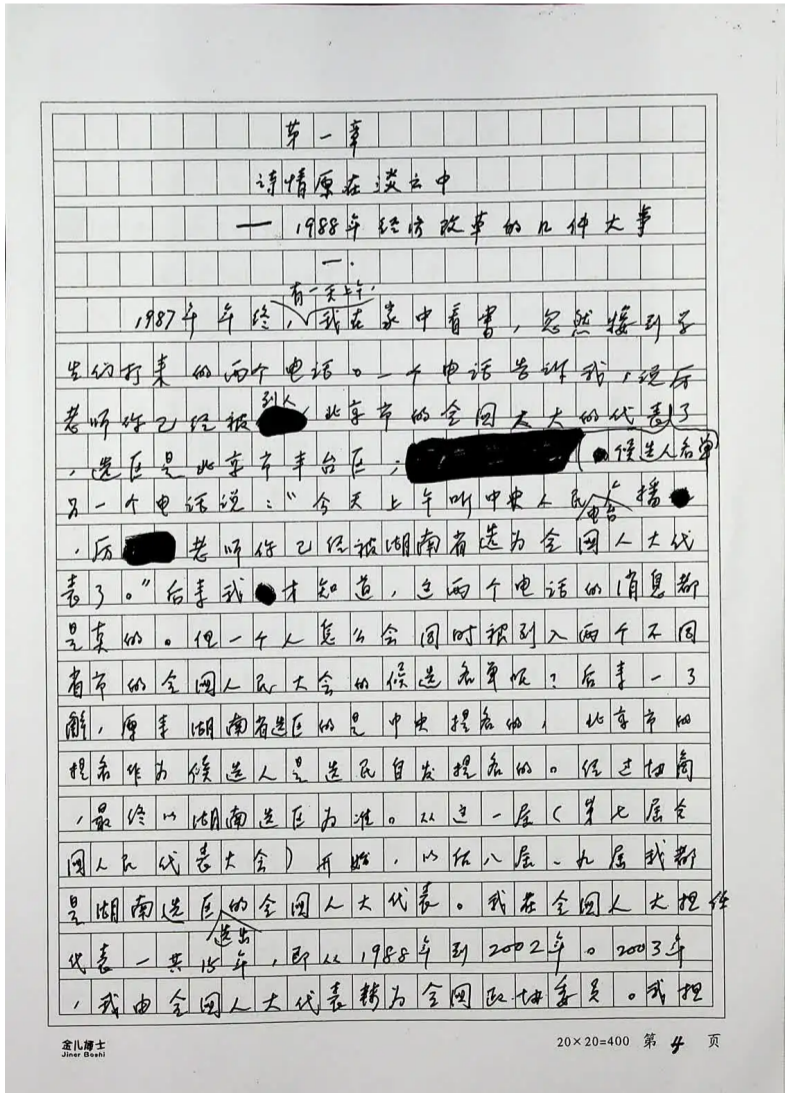 第一章
诗情原在淡云中
— 1988年经济改革的几件大事
一.
有一天上午,
1987年年终,我在家中看书,忽然接到学
生们打来的两个电话。一个电话告诉我,说厉
老师你已经被列入北京市的全国人大的代表了
,选区是北京市丰台区; 候选人名单
另一个电话说:“今天上午听中央人民电台上播
,厉老师你已经被湖南省选为全国人大代
表了。”后来我才知道,这两个电话的消息都
是真的。但一个人怎么会同时被列入两个不同
省市的全国人民大会的候选名单呢?后来一了
解,原来湖南省选区的是中央提名的,北京市的
提名作为候选人是选民自发提名的。经过协商
,最终以湖南选区为准。从这一届(第七届全
国人民代表大会)开始,以后八届、九届我都
是湖南选区选出的全国人大代表。我在全国人大担任
代表一共15年,即从1988年到2002年。2003年
,我由全国人大代表转为全国政协委员。我担
金儿博士
Jiner Boshi
20×20=400 第 4 页